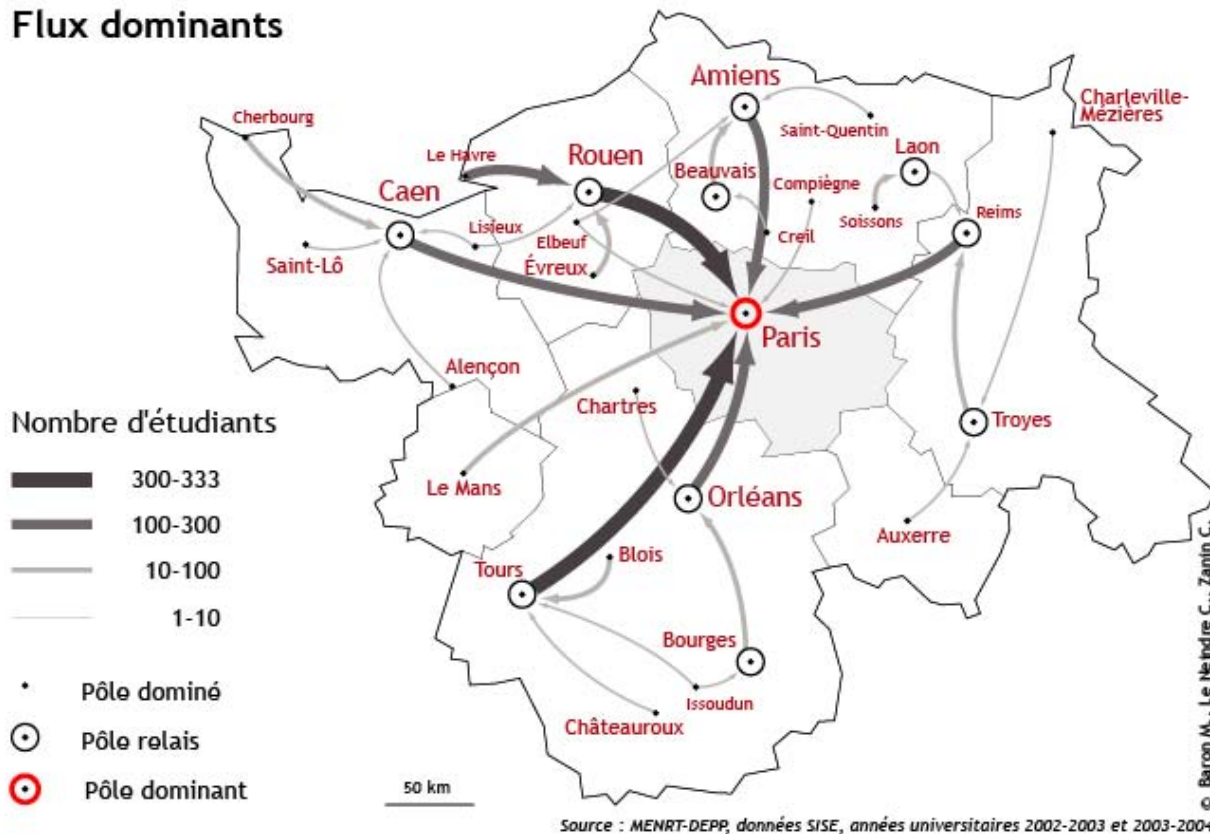 Flux dominants
Amiens
Charleville-
Mézières
Cherbourg
Saint-Quentin
Le Havre
Rouen
Laon
Beauvais
Compiègne
Caen
Soissons
Reims
Lisieux
Elbeuf
Creil
Saint-Lô
Évreux
Paris
Alençon
Chartres
Troyes
Nombre d'étudiants
300-333
Le Mans
Orléans
100-300
Auxerre
Blois
10-100
Tours
1-10
Bourges
Pôle dominé
Issoudun
Châteauroux
Pôle relais
50 km
Pôle dominant
© Baron M., Le Neindre C., Zanin C.
Source : MENRT-DEPP, données SISE, années universitaires 2002-2003 et 2003-2004